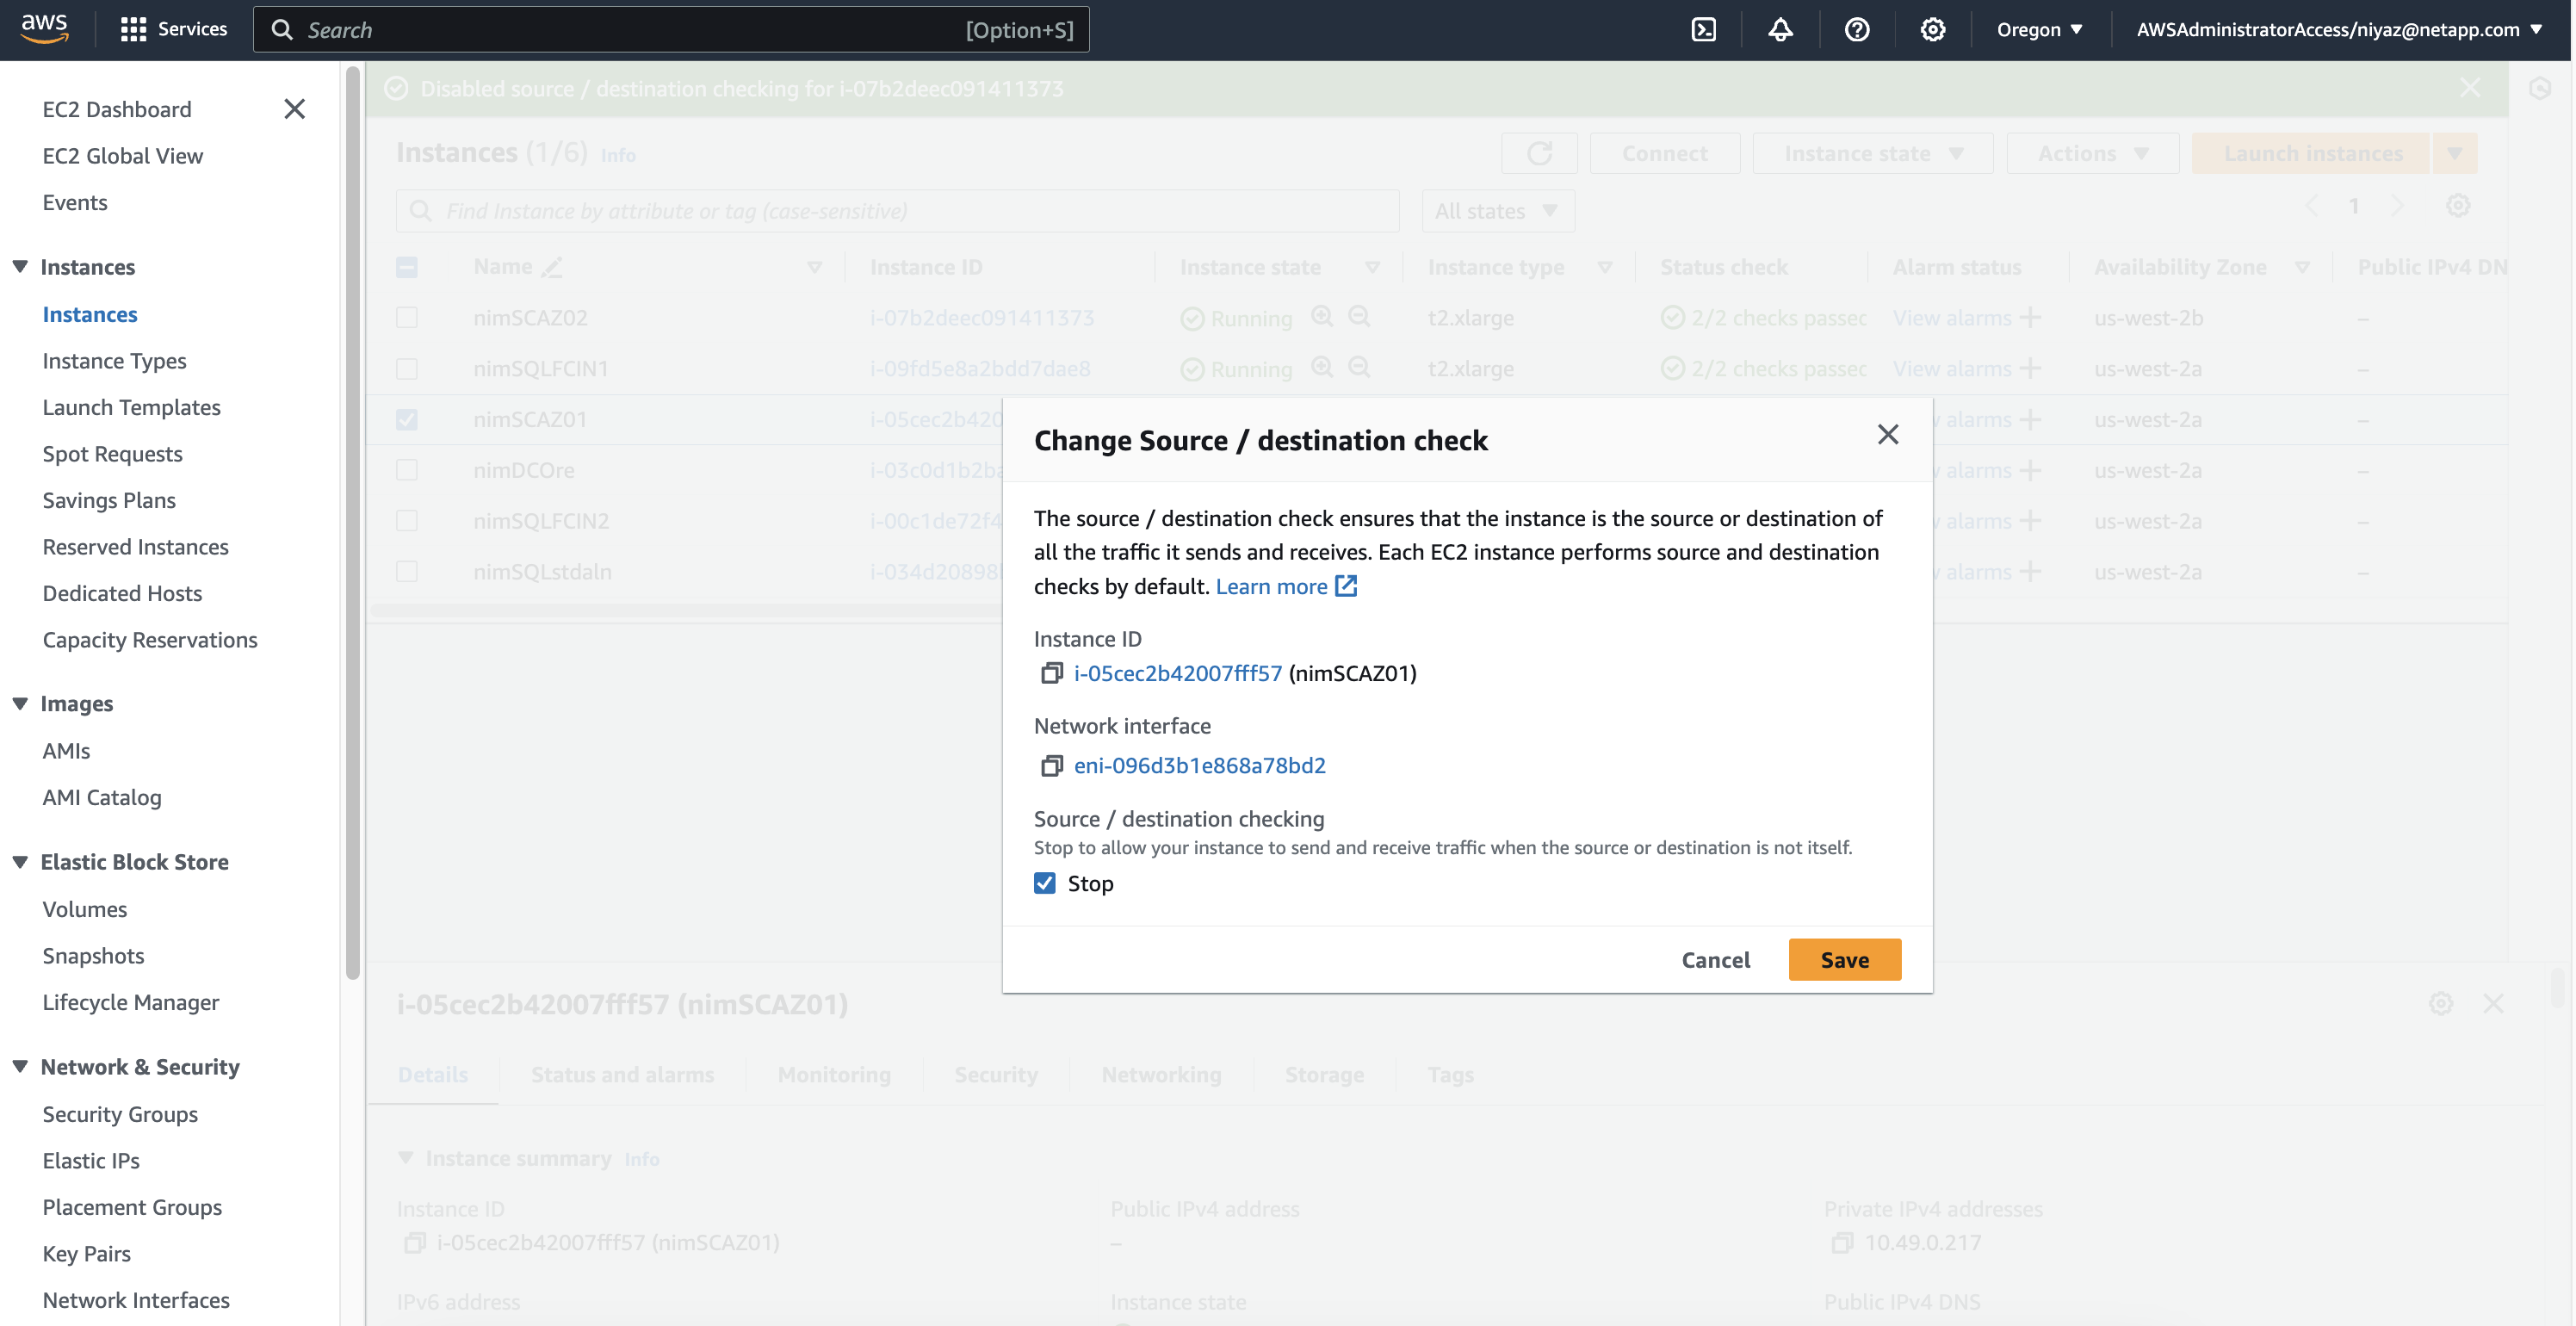 aws
Services
Search
[Option+S]
Oregon
AWSAdministratorAccess/niyaz@netapp.com
EC2 Dashboard
EC2 Global View
Events
Instances
Instances
Instance Types
Launch Templates
Spot Requests
Savings Plans
Reserved Instances
Dedicated Hosts
Capacity Reservations
Images
AMIs
AMI Catalog
Elastic Block Store
Volumes
Snapshots
Lifecycle Manager
Network & Security
Security Groups
Elastic IPs
Placement Groups
Key Pairs
Network Interfaces
Disabled source / destination checking for i-07b2deec091411373
Instances (1/6) Info
Connect
Instance state
Actions
Launch instances
Find Instance by attribute or tag (case-sensitive)
All states
1
Name
Instance ID
Instance state
Instance type
Status check
Alarm status
Availability Zone
Public IPv4 DN
nimSCAZ02 i-07b2deec091411373 Running t2.xlarge 2/2 checks passec View alarms + us-west-2b –
nimSQLFCIN1 i-09fd5e8a2bdd7dae8 Running t2.xlarge 2/2 checks passec View alarms + us-west-2a –
nimSCAZ01 i-05cec2b420 alarms + us-west-2a –
nimDCOre i-03c0d1b2ba alarms + us-west-2a –
nimSQLFCIN2 i-00c1de72f4 alarms + us-west-2a –
nimSQLstdaln i-034d20898 alarms + us-west-2a –
Change Source / destination check
The source / destination check ensures that the instance is the source or destination of
all the traffic it sends and receives. Each EC2 instance performs source and destination
checks by default. Learn more
Instance ID
i-05cec2b42007fff57 (nimSCAZ01)
Network interface
eni-096d3b1e868a78bd2
Source / destination checking
Stop to allow your instance to send and receive traffic when the source or destination is not itself.
Stop
Cancel
Save
i-05cec2b42007fff57 (nimSCAZ01)
Details
Status and alarms
Monitoring
Security
Networking
Storage
Tags
Instance summary Info
Instance ID
i-05cec2b42007fff57 (nimSCAZ01)
Public IPv4 address
–
Private IPv4 addresses
10.49.0.217
IPv6 address
Instance state
Public IPv4 DNS